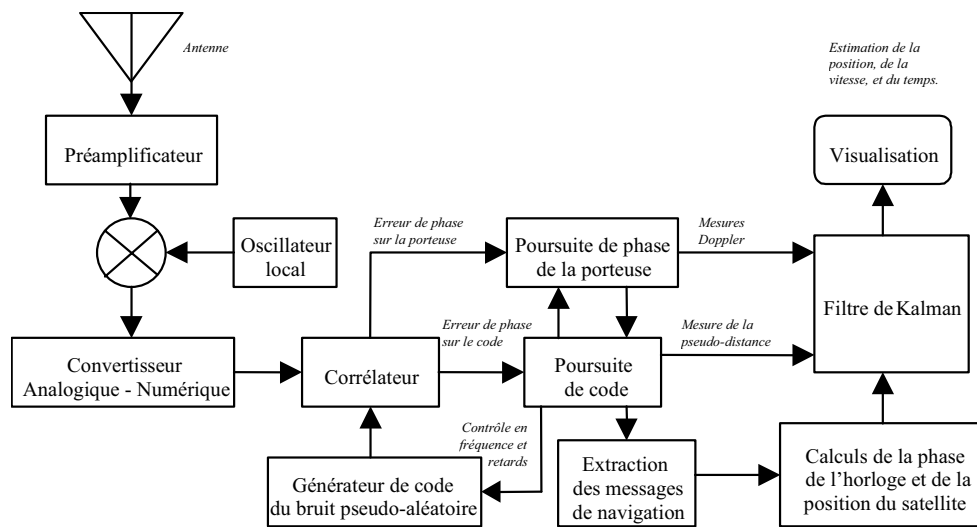 Antenne
Estimation de la
position, de la
vitesse, et du temps.
Préamplificateur
Visualisation
Oscillateur
local
Erreur de phase
sur la porteuse
Poursuite de phase
de la porteuse
Mesures
Doppler
Filtre de Kalman
Convertisseur
Analogique - Numérique
Corrélateur
Erreur de phase
sur le code
Poursuite
de code
Mesure de la
pseudo-distance
Contrôle en
fréquence et
retards
Générateur de code
du bruit pseudo-aléatoire
Extraction
des messages
de navigation
Calculs de la phase
de l'horloge et de la
position du satellite